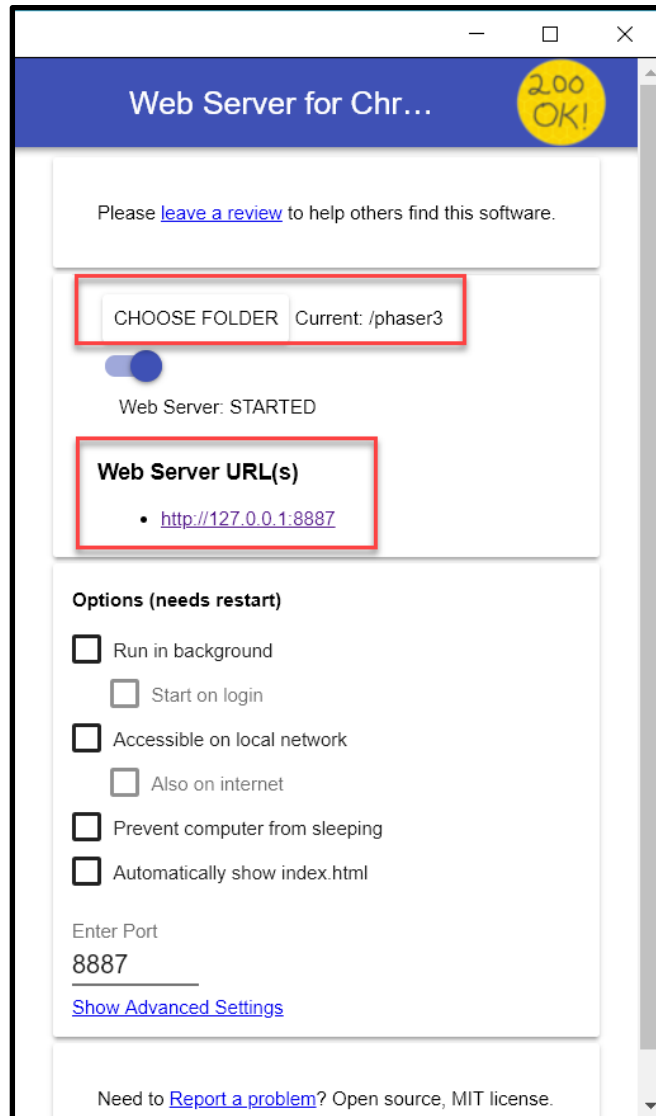 Web Server for Chr...
200
OK!
Please leave a review to help others find this software.
CHOOSE FOLDER Current: /phaser3
Web Server: STARTED
Web Server URL(s)
• http://127.0.0.1:8887
Options (needs restart)
Run in background
Start on login
Accessible on local network
Also on internet
Prevent computer from sleeping
Automatically show index.html
Enter Port
8887
Show Advanced Settings
Need to Report a problem? Open source, MIT license.